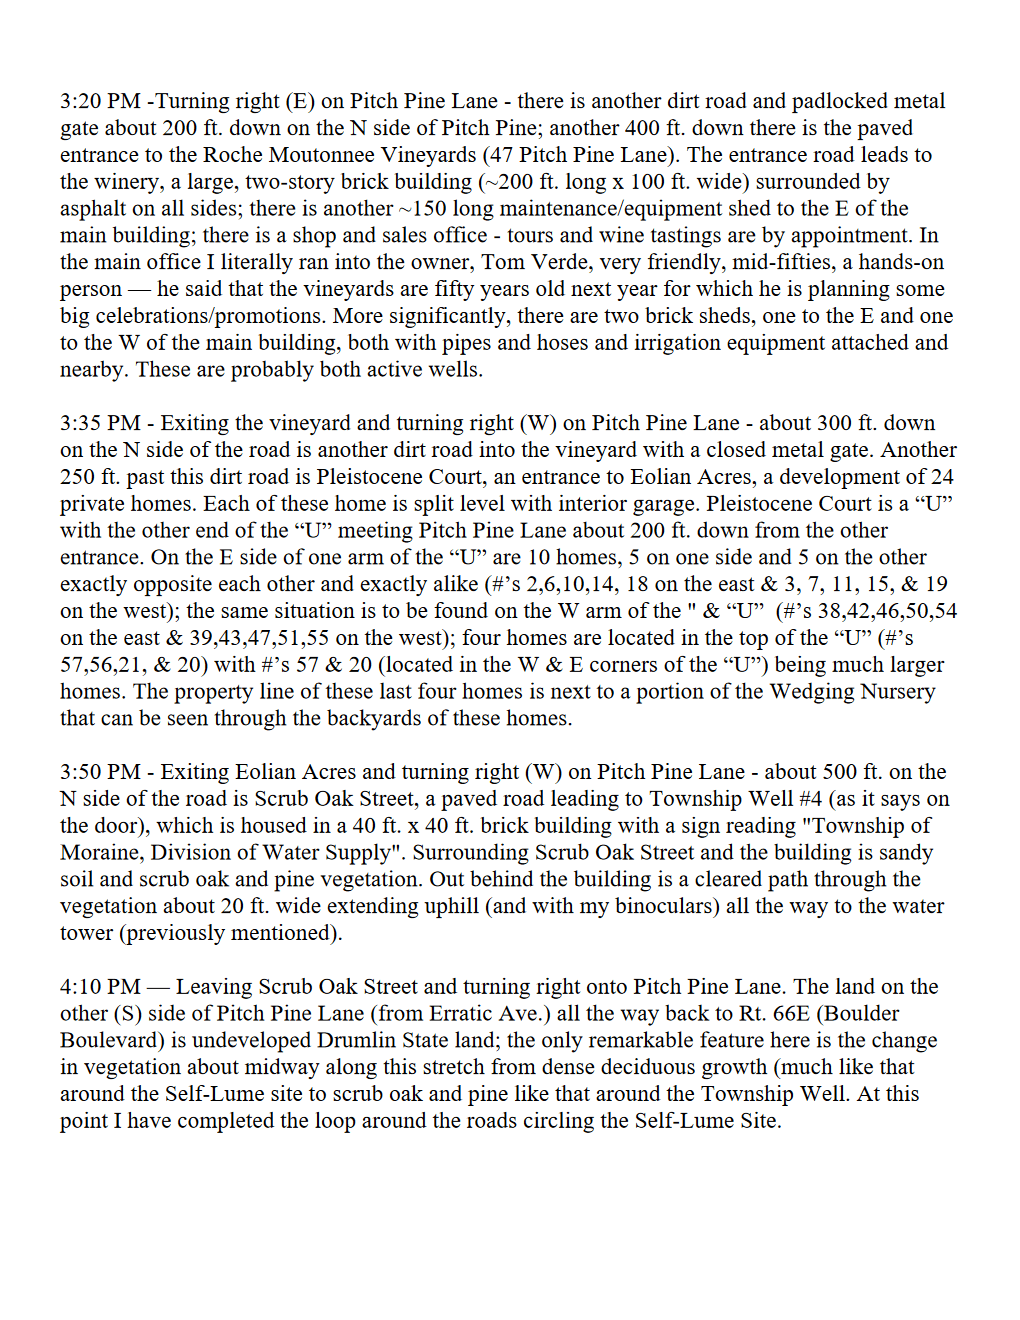 3:20 PM -Turning right (E) on Pitch Pine Lane - there is another dirt road and padlocked metal
gate about 200 ft. down on the N side of Pitch Pine; another 400 ft. down there is the paved
entrance to the Roche Moutonnee Vineyards (47 Pitch Pine Lane). The entrance road leads to
the winery, a large, two-story brick building (~200 ft. long x 100 ft. wide) surrounded by
asphalt on all sides; there is another ~150 long maintenance/equipment shed to the E of the
main building; there is a shop and sales office - tours and wine tastings are by appointment. In
the main office I literally ran into the owner, Tom Verde, very friendly, mid-fifties, a hands-on
person — he said that the vineyards are fifty years old next year for which he is planning some
big celebrations/promotions. More significantly, there are two brick sheds, one to the E and one
to the W of the main building, both with pipes and hoses and irrigation equipment attached and
nearby. These are probably both active wells.
3:35 PM - Exiting the vineyard and turning right (W) on Pitch Pine Lane - about 300 ft. down
on the N side of the road is another dirt road into the vineyard with a closed metal gate. Another
250 ft. past this dirt road is Pleistocene Court, an entrance to Eolian Acres, a development of 24
private homes. Each of these home is split level with interior garage. Pleistocene Court is a “U”
with the other end of the “U” meeting Pitch Pine Lane about 200 ft. down from the other
entrance. On the E side of one arm of the “U” are 10 homes, 5 on one side and 5 on the other
exactly opposite each other and exactly alike (#’s 2,6,10,14, 18 on the east & 3, 7, 11, 15, & 19
on the west); the same situation is to be found on the W arm of the " & “U”  (#’s 38,42,46,50,54
on the east & 39,43,47,51,55 on the west); four homes are located in the top of the “U” (#’s
57,56,21, & 20) with #’s 57 & 20 (located in the W & E corners of the “U”) being much larger
homes. The property line of these last four homes is next to a portion of the Wedging Nursery
that can be seen through the backyards of these homes.
3:50 PM - Exiting Eolian Acres and turning right (W) on Pitch Pine Lane - about 500 ft. on the
N side of the road is Scrub Oak Street, a paved road leading to Township Well #4 (as it says on
the door), which is housed in a 40 ft. x 40 ft. brick building with a sign reading "Township of
Moraine, Division of Water Supply". Surrounding Scrub Oak Street and the building is sandy
soil and scrub oak and pine vegetation. Out behind the building is a cleared path through the
vegetation about 20 ft. wide extending uphill (and with my binoculars) all the way to the water
tower (previously mentioned).
4:10 PM — Leaving Scrub Oak Street and turning right onto Pitch Pine Lane. The land on the
other (S) side of Pitch Pine Lane (from Erratic Ave.) all the way back to Rt. 66E (Boulder
Boulevard) is undeveloped Drumlin State land; the only remarkable feature here is the change
in vegetation about midway along this stretch from dense deciduous growth (much like that
around the Self-Lume site to scrub oak and pine like that around the Township Well. At this
point I have completed the loop around the roads circling the Self-Lume Site.